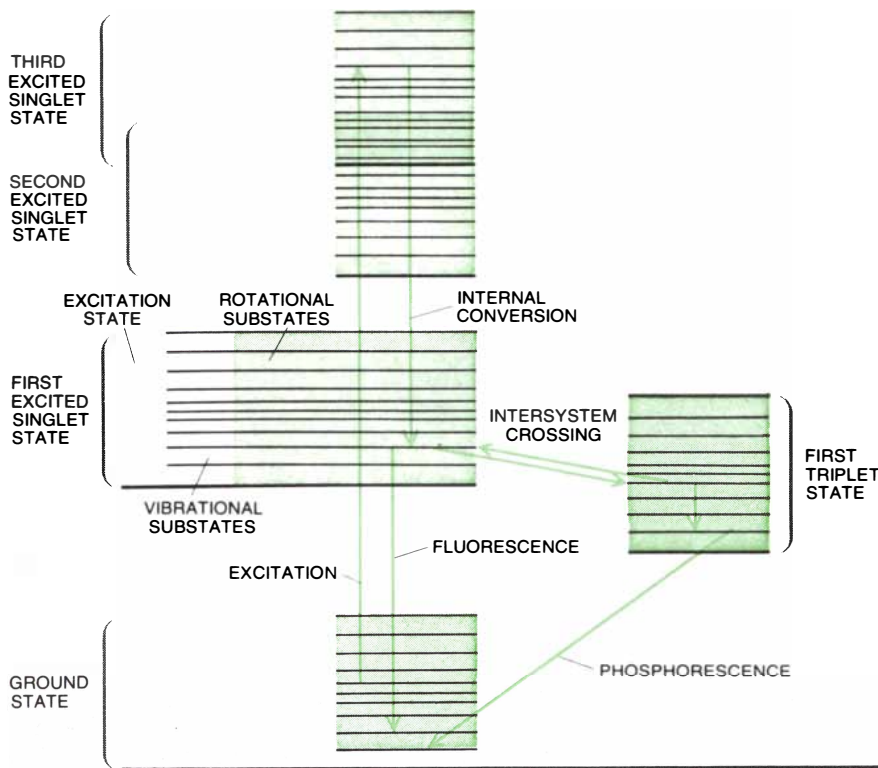 THIRD
EXCITED
SINGLET
STATE
SECOND
EXCITED
SINGLET
STATE
EXCITATION
STATE
ROTATIONAL
SUBSTATES
INTERNAL
CONVERSION
FIRST
EXCITED
SINGLET
STATE
INTERSYSTEM
CROSSING
FIRST
TRIPLET
STATE
VIBRATIONAL
SUBSTATES
FLUORESCENCE
EXCITATION
PHOSPHORESCENCE
GROUND
STATE